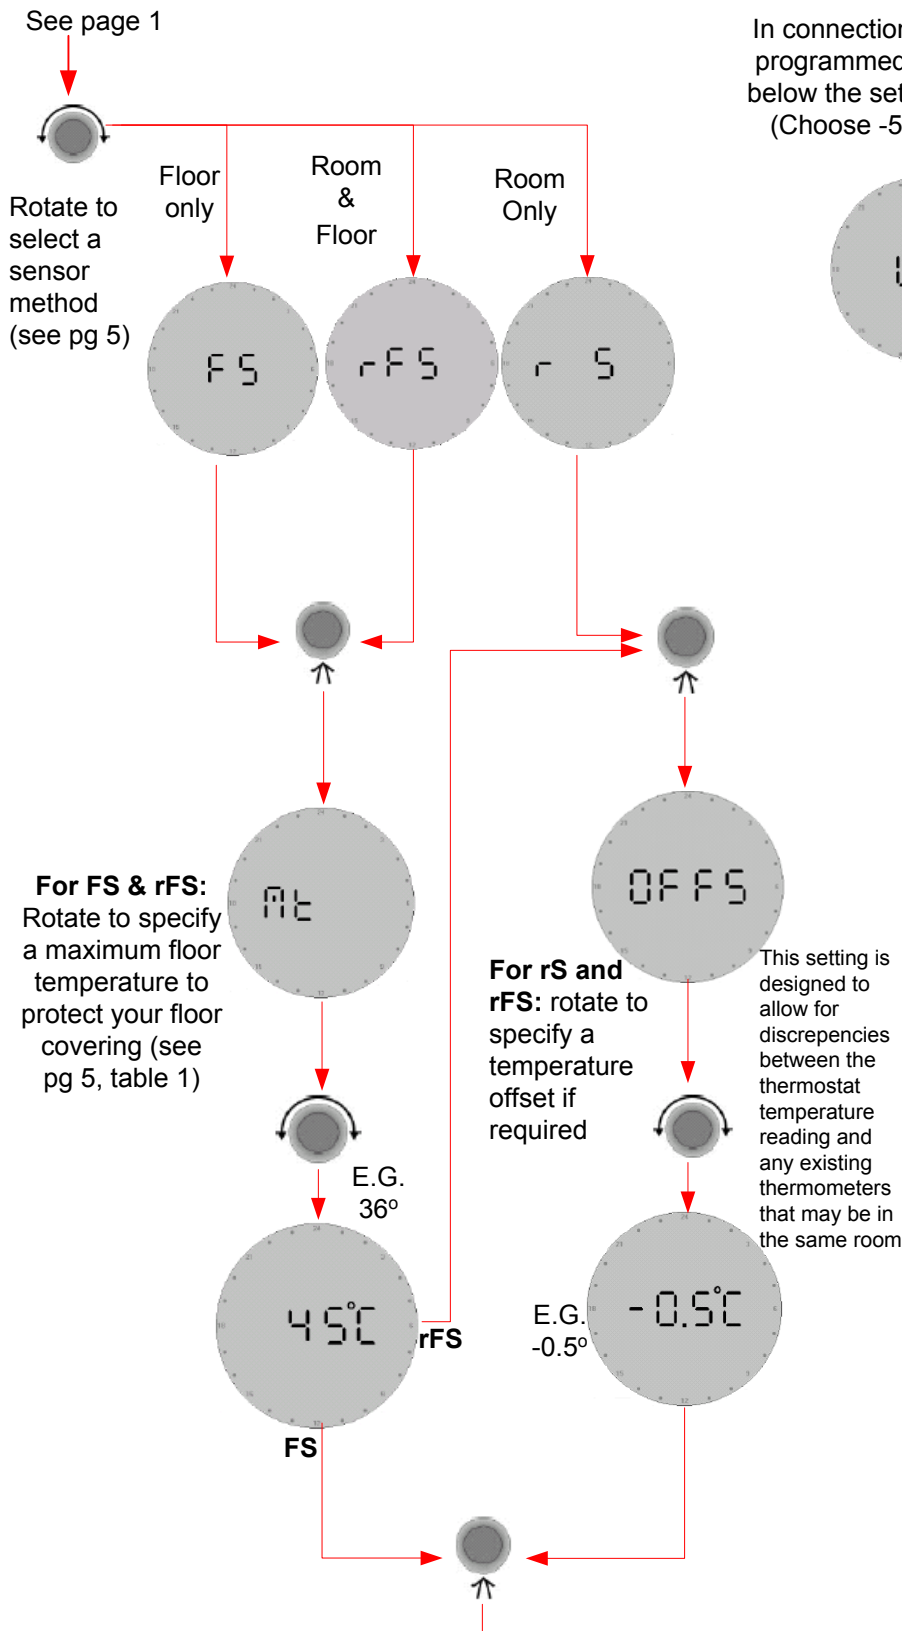 See page 1
In connection
programmed
below the set
(Choose -5
Rotate to
select a
sensor
method
(see pg 5)
Floor
only
Room
&
Floor
Room
Only
FS
rFS
r S
Mt
For FS & rFS:
Rotate to specify
a maximum floor
temperature to
protect your floor
covering (see
pg 5, table 1)
OFFS
For rS and
rFS: rotate to
specify a
temperature
offset if
required
This setting is
designed to
allow for
discrepencies
between the
thermostat
temperature
reading and
any existing
thermometers
that may be in
the same room
E.G.
36º
45°C
rFS
FS
E.G.
-0.5º
-0.5°C